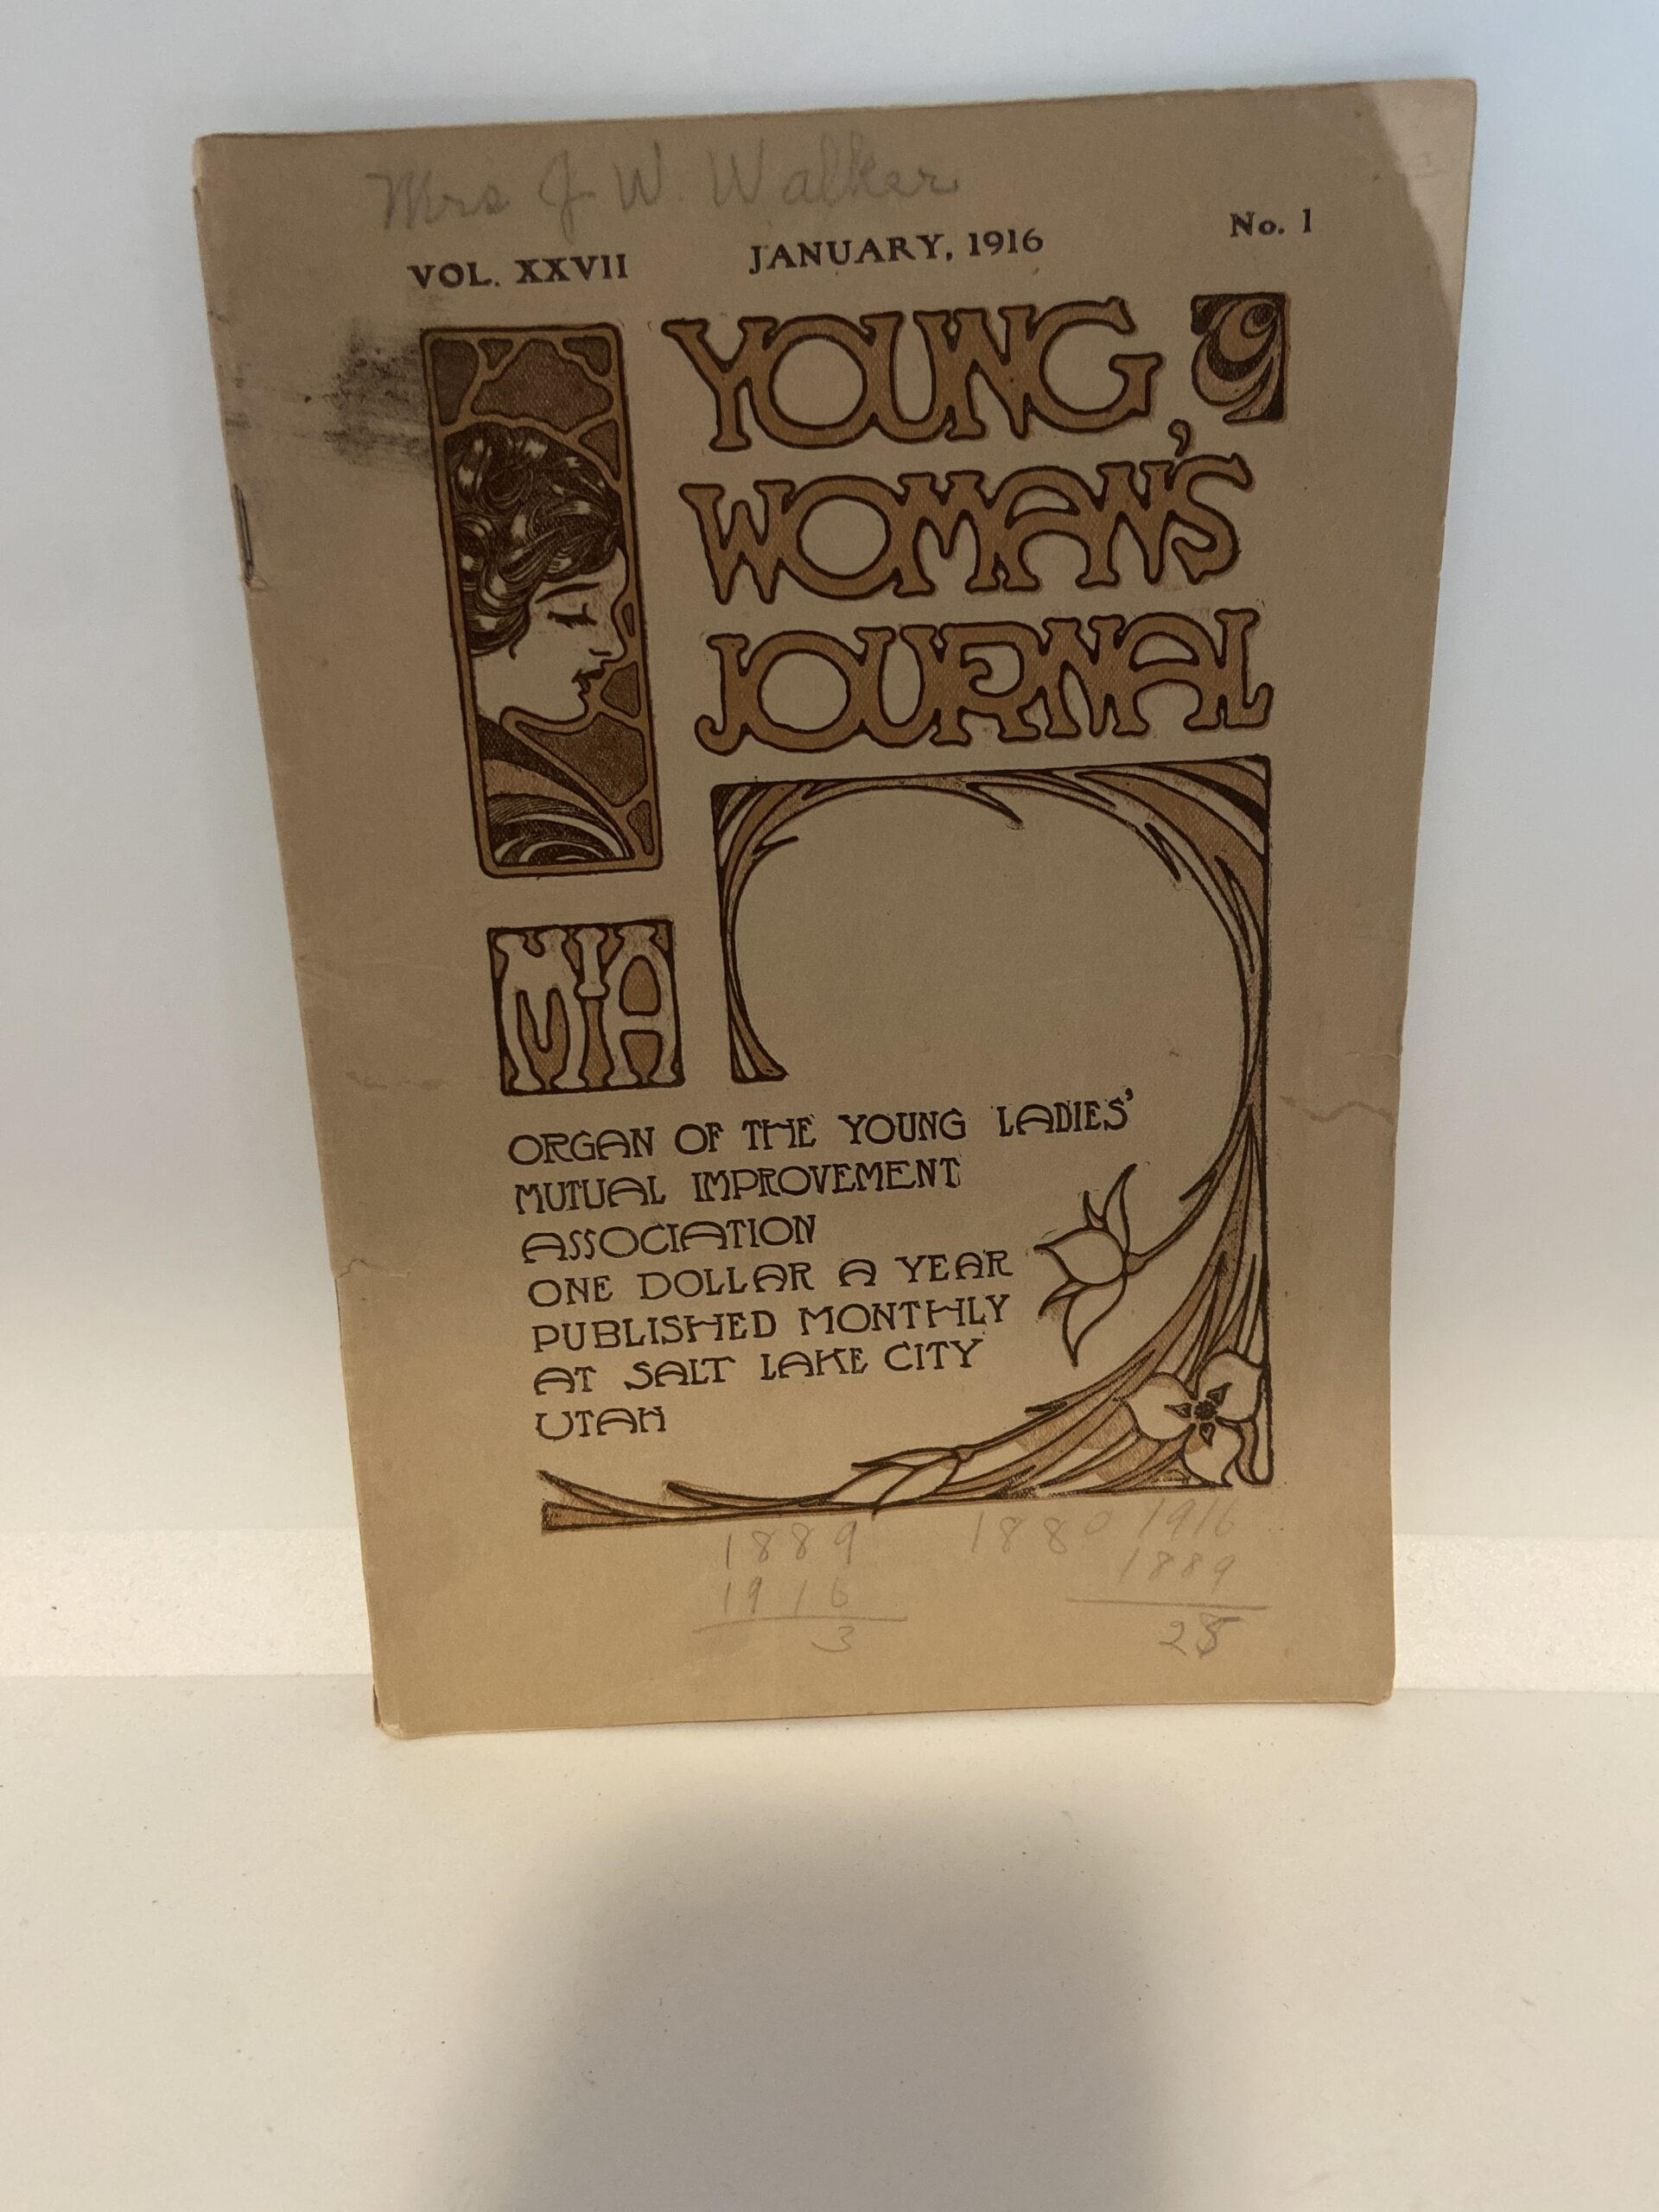 Mrs J W. Walker
VOL. XXVII JANUARY, 1916 No. 1
YOUNG
WOMAN'S
JOURNAL
MIA
ORGAN OF THE YOUNG LADIES'
MUTUAL IMPROVEMENT
ASSOCIATION
ONE DOLLAR A YEAR
PUBLISHED MONTHLY
AT SALT LAKE CITY
UTAH
1889 1880 1916
1916 1889
3 28